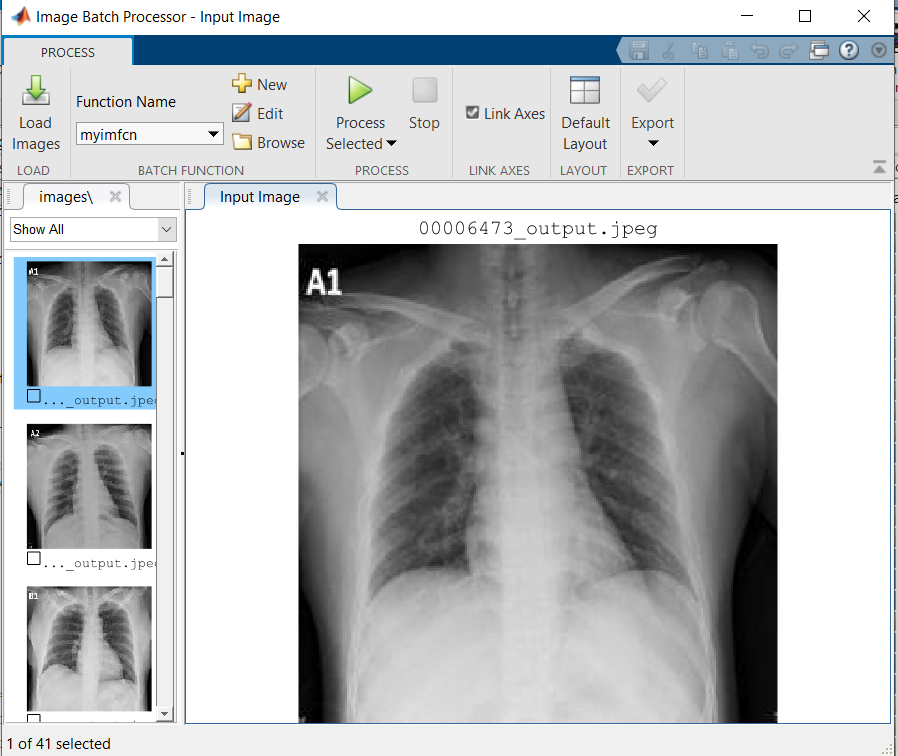 Image Batch Processor - Input Image
PROCESS
Load Images
LOAD
Function Name
myimfcn
New
Edit
Browse
BATCH FUNCTION
Process Selected
Stop
PROCESS
Link Axes
LINK AXES
Default Layout
LAYOUT
Export
EXPORT
images\
Show All
A1
..._output.jpe
A2
..._output.jpe
B1
Input Image
00006473_output.jpeg
A1
1 of 41 selected